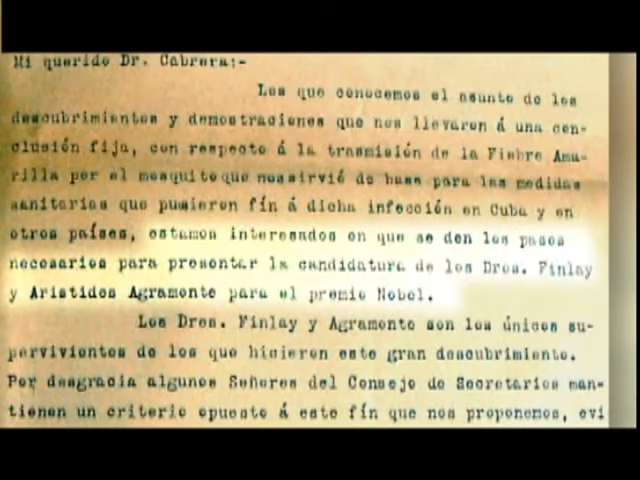 Mi querido Dr. Cabrera:-
Los que conocemos el asunto de los
descubrimientos y demostraciones que nos llevaron á una con-
clusión fija, con respecto á la trasmisión de la Fiebre Ama-
rilla por el mosquito que nos sirvió de base para las medidas
sanitarias que pusieron fín á dicha infección en Cuba y en
otros países, estamos interesados en que se den los pasos
necesarios para presentar la candidatura de los Dres. Finlay
y Aristides Agramonte para el premio Nobel.
Los Dres. Finlay y Agramonte son los únicos su-
pervivientes de los que hicieron este gran descubrimiento.
Por desgracia algunos Señores del Consejo de Secretarios man-
tienen un criterio opuesto á este fín que nos proponemos, evi